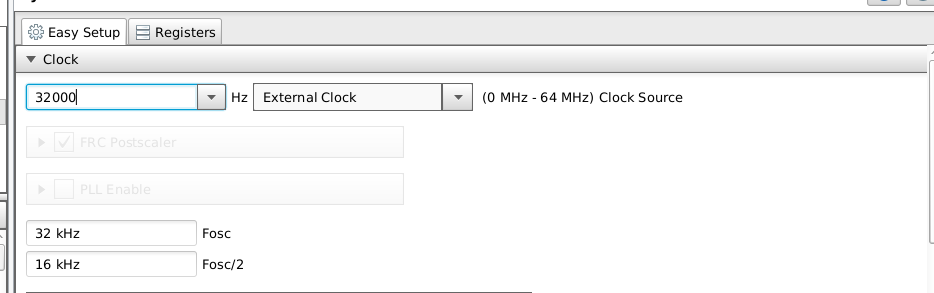 Easy Setup Registers
Clock
32000 Hz External Clock (0 MHz - 64 MHz) Clock Source
FRC Postscaler
PLL Enable
32 kHz Fosc
16 kHz Fosc/2